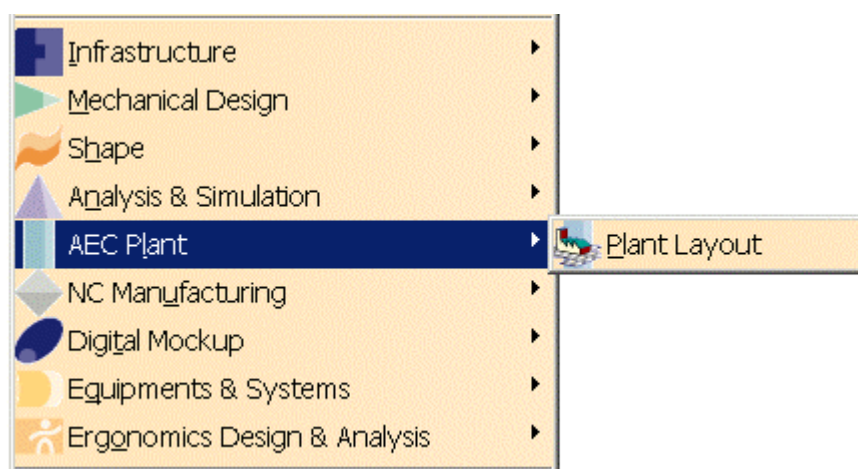 Infrastructure
Mechanical Design
Shape
Analysis & Simulation
AEC Plant
Plant Layout
NC Manufacturing
Digital Mockup
Equipments & Systems
Ergonomics Design & Analysis